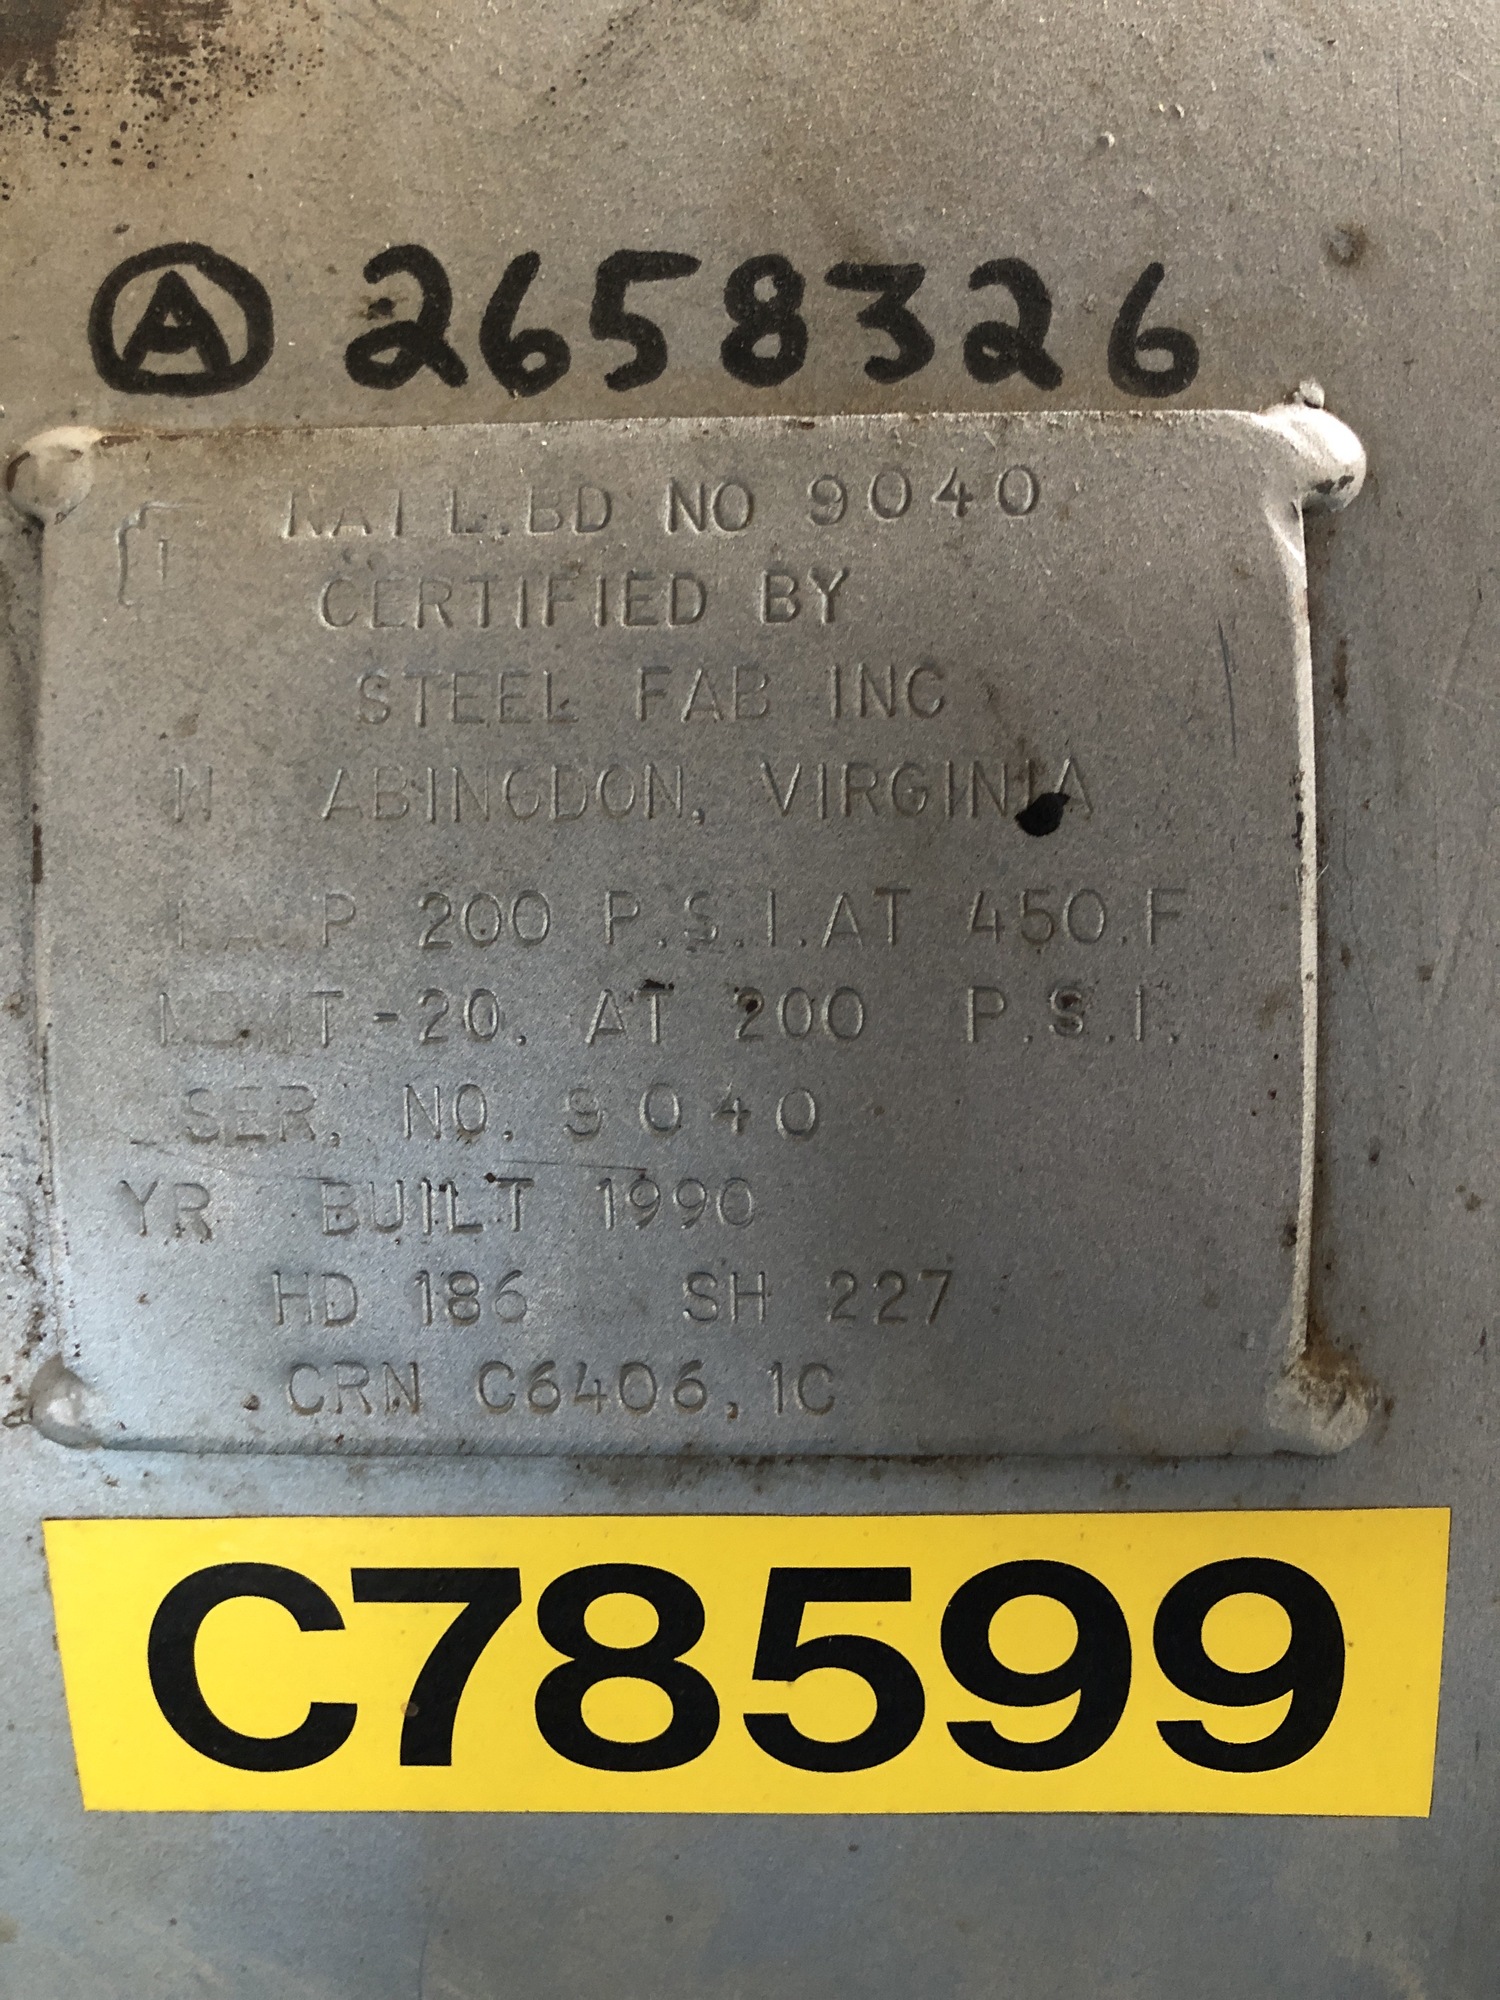 Ⓐ 2658326
NAT'L.BD NO 9040
CERTIFIED BY
STEEL FAB INC
ABINGDON, VIRGINIA
P 200 P.S.I.AT 450.F
-20. AT 200 P.S.I.
SER. NO. 9040
YR BUILT 1990
HD 186 SH 227
CRN C6406.1C
C78599